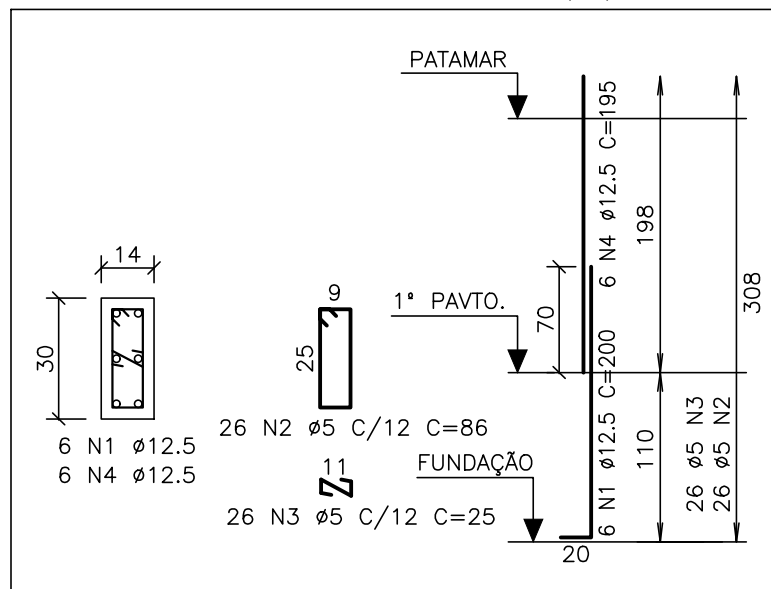 PATAMAR
6 N4 ø12.5 C=195
198
308
14
30
6 N1 ø12.5
6 N4 ø12.5
9
25
26 N2 ø5 C/12 C=86
11
26 N3 ø5 C/12 C=25
1º PAVTO.
70
FUNDAÇÃO
6 N1 ø12.5 C=200
110
26 ø5 N3
26 ø5 N2
20